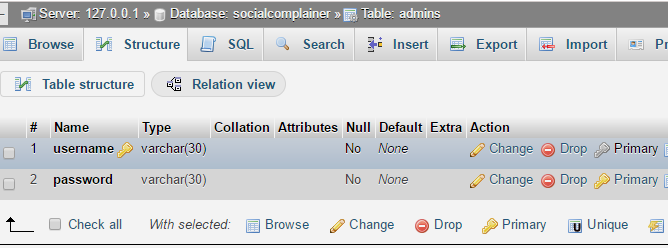 Server: 127.0.0.1 » Database: socialcomplainer » Table: admins
Browse Structure SQL Search Insert Export Import
Table structure Relation view
# Name Type Collation Attributes Null Default Extra Action
1 username varchar(30) No None Change Drop Primary
2 password varchar(30) No None Change Drop Primary
Check all With selected: Browse Change Drop Primary Unique